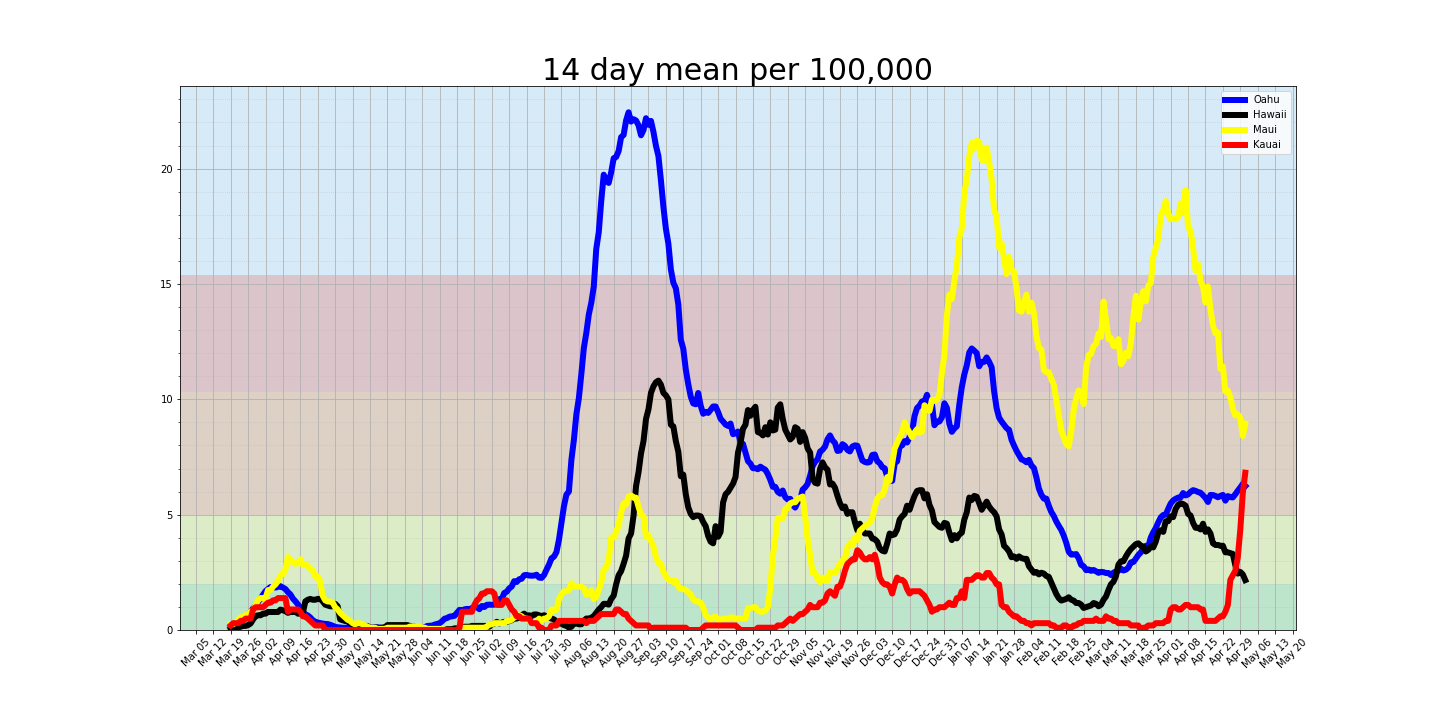 14 day mean per 100,000
Oahu
Hawaii
Maui
Kauai
20
15
10
5
0
Mar 05
Mar 12
Mar 19
Mar 26
Apr 02
Apr 09
Apr 16
Apr 23
Apr 30
May 07
May 14
May 21
May 28
Jun 04
Jun 11
Jun 18
Jun 25
Jul 02
Jul 09
Jul 16
Jul 23
Jul 30
Aug 06
Aug 13
Aug 20
Aug 27
Sep 03
Sep 10
Sep 17
Sep 24
Oct 01
Oct 08
Oct 15
Oct 22
Oct 29
Nov 05
Nov 12
Nov 19
Nov 26
Dec 03
Dec 10
Dec 17
Dec 24
Dec 31
Jan 07
Jan 14
Jan 21
Jan 28
Feb 04
Feb 11
Feb 18
Feb 25
Mar 04
Mar 11
Mar 18
Mar 25
Apr 01
Apr 08
Apr 15
Apr 22
Apr 29
May 06
May 13
May 20